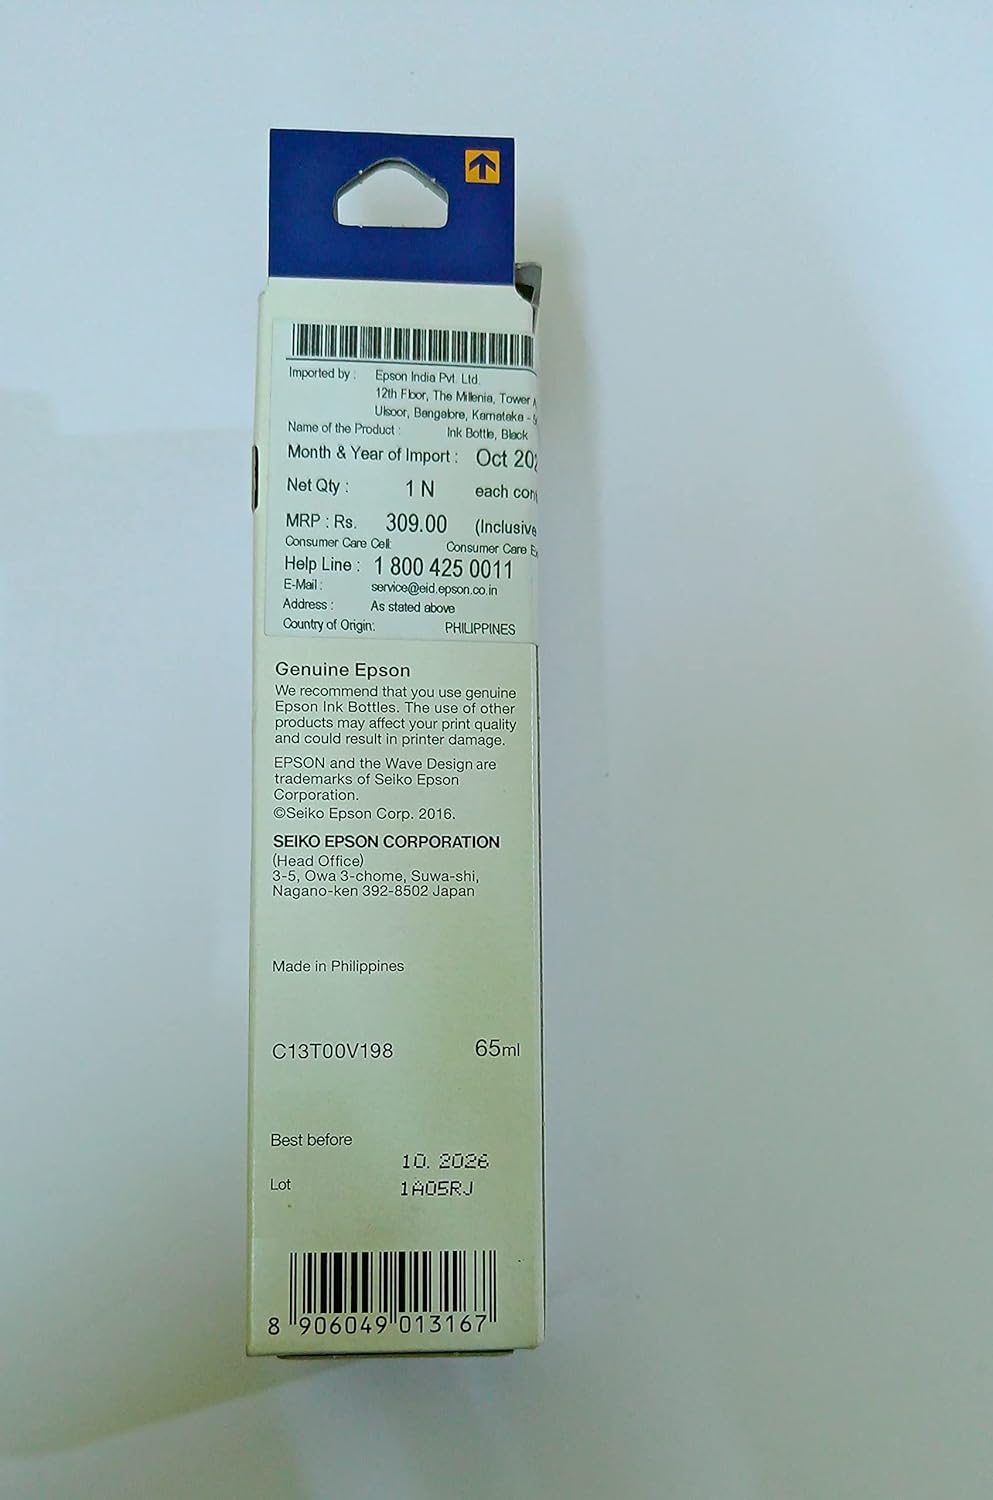 Imported by : Epson India Pvt. Ltd.
12th Floor, The Millenia, Tower
Ulsoor, Bangalore, Karnataka -
Name of the Product : Ink Bottle, Black
Month & Year of Import : Oct
Net Qty : 1 N each
MRP : Rs. 309.00 (Inclusive
Consumer Care Cell: Consumer Care
Help Line : 1 800 425 0011
E-Mail : service@eid.epson.co.in
Address : As stated above
Country of Origin: PHILIPPINES
Genuine Epson
We recommend that you use genuine
Epson Ink Bottles. The use of other
products may affect your print quality
and could result in printer damage.
EPSON and the Wave Design are
trademarks of Seiko Epson
Corporation.
©Seiko Epson Corp. 2016.
SEIKO EPSON CORPORATION
(Head Office)
3-5, Owa 3-chome, Suwa-shi,
Nagano-ken 392-8502 Japan
Made in Philippines
C13T00V198 65ml
Best before
10. 2026
Lot 1A05RJ
8 906049 013167